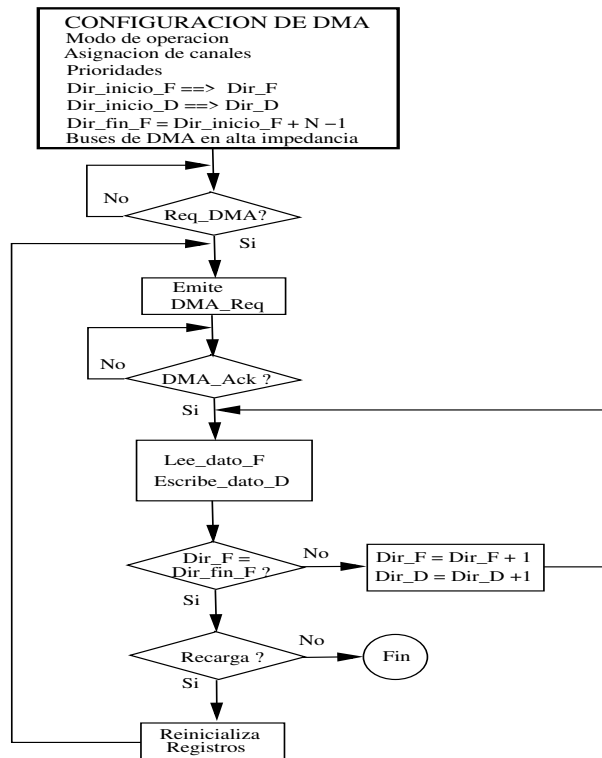 CONFIGURACION DE DMA
Modo de operacion
Asignacion de canales
Prioridades
Dir_inicio_F ==> Dir_F
Dir_inicio_D ==> Dir_D
Dir_fin_F = Dir_inicio_F + N −1
Buses de DMA en alta impedancia
No
Req_DMA?
Si
Emite
DMA_Req
No
DMA_Ack ?
Si
Lee_dato_F
Escribe_dato_D
Dir_F =
Dir_fin_F ?
No
Dir_F = Dir_F + 1
Dir_D = Dir_D +1
Si
Recarga ?
No
Fin
Si
Reinicializa
Registros